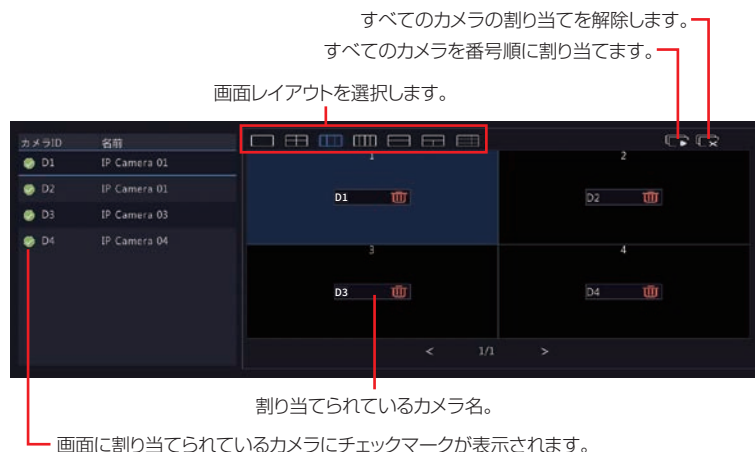 すべてのカメラの割り当てを解除します。
すべてのカメラを番号順に割り当てます。
画面レイアウトを選択します。
カメラID 名前
D1 IP Camera 01
D2 IP Camera 01
D3 IP Camera 03
D4 IP Camera 04
1 2
D1 D2
3 4
D3 D4
< 1/1 >
割り当てられているカメラ名。
画面に割り当てられているカメラにチェックマークが表示されます。